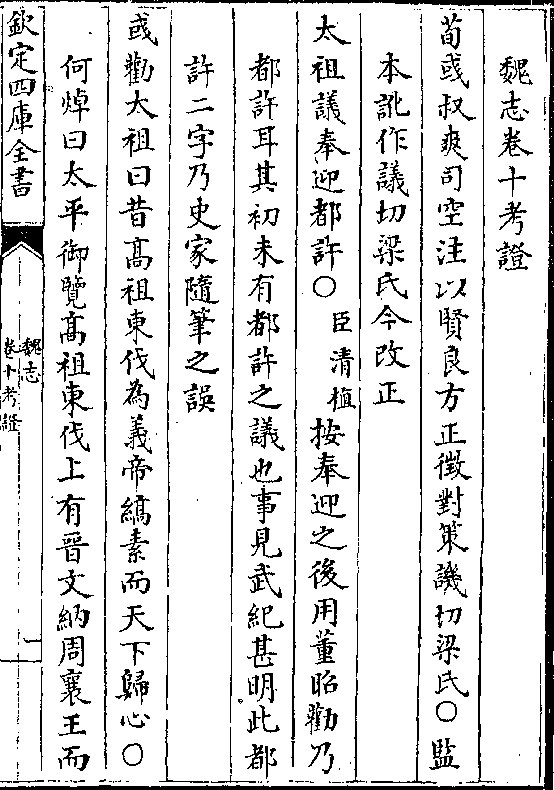 魏志卷十考證
荀彧叔爽司空注以賢良方正徵對策譏切梁氏〇監
本訛作議切梁氏今改正
太祖議奉迎都許〇臣清植按奉迎之後用董昭勸乃
都許耳其初未有都許之議也事見武紀甚明此都
許二字乃史家隨筆之誤
彧勸太祖曰昔髙祖東伐為義帝縞素而天下歸心〇
何焯曰太平御覽髙祖東伐上有晉文納周襄王而
欽定四庫全書
魏志
卷十考證
一